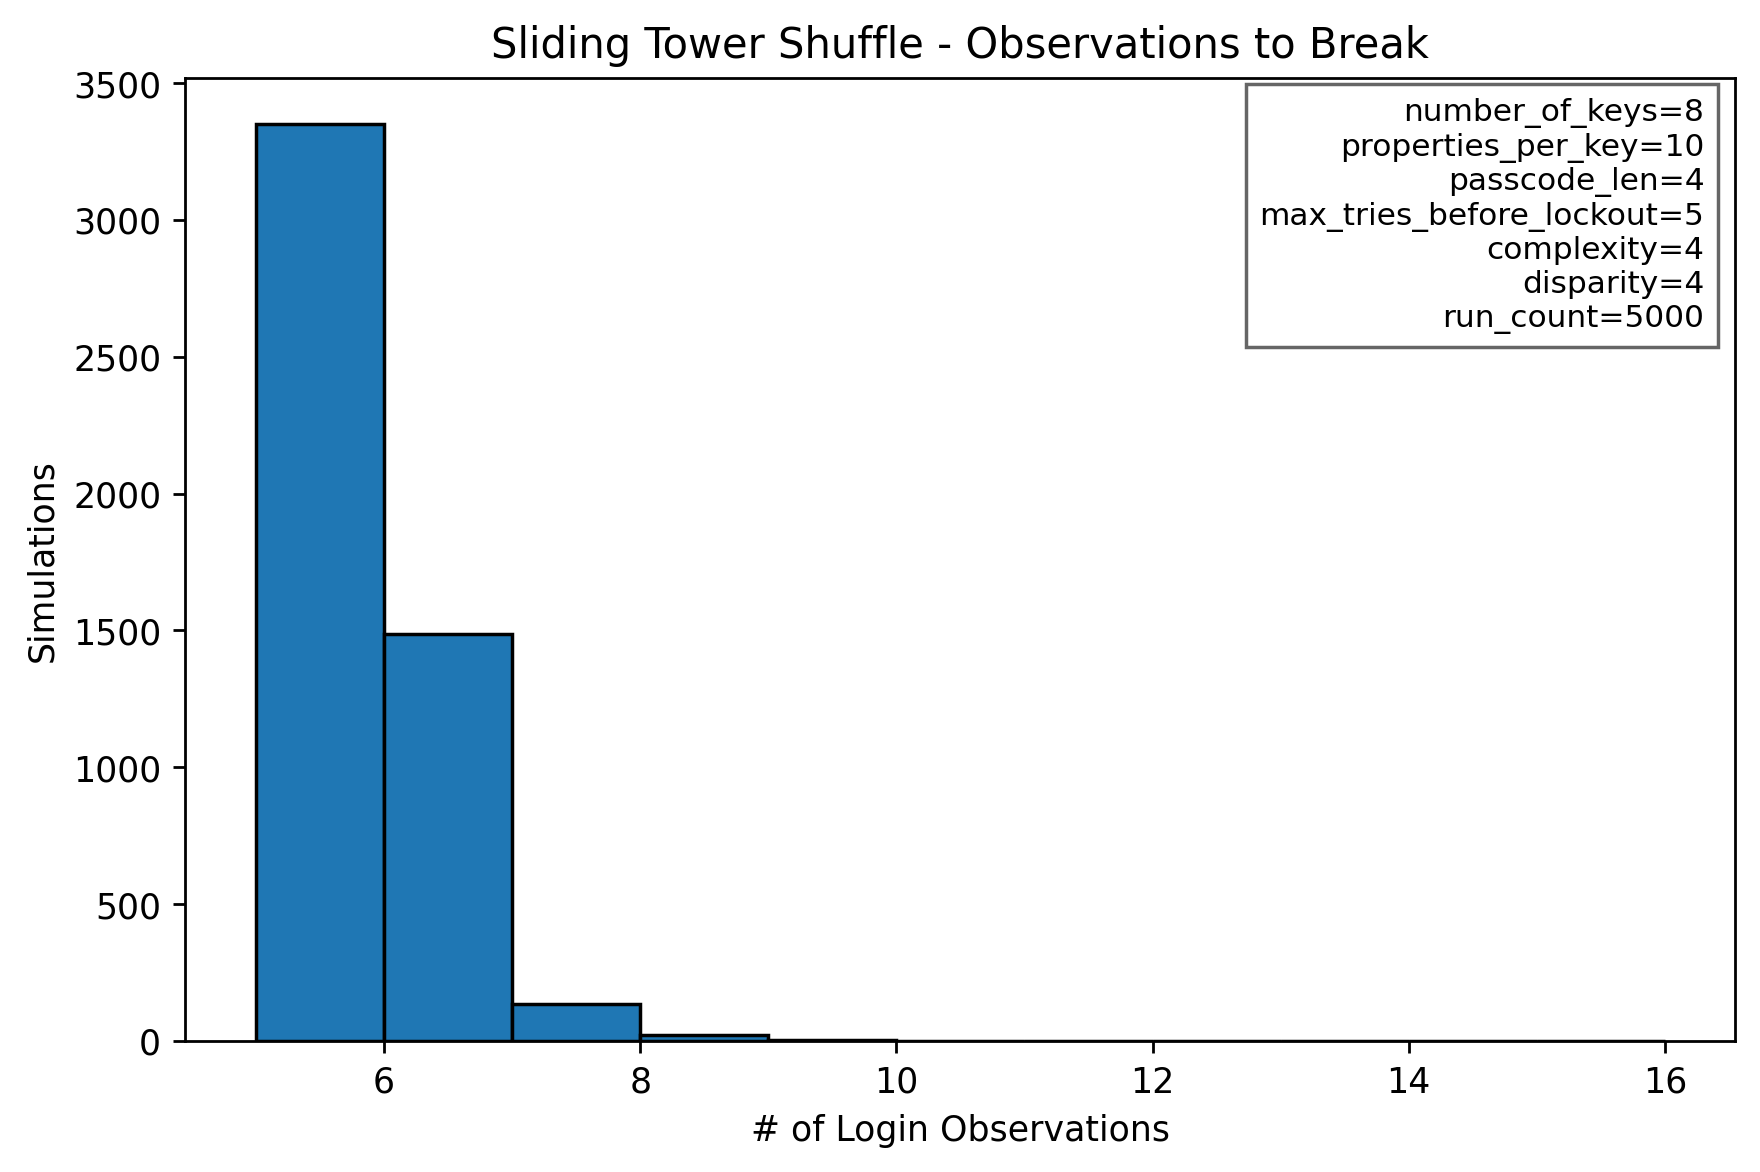 Sliding Tower Shuffle - Observations to Break
3500
3000
2500
2000
1500
1000
500
0
Simulations
number_of_keys=8
properties_per_key=10
passcode_len=4
max_tries_before_lockout=5
complexity=4
disparity=4
run_count=5000
6 8 10 12 14 16
# of Login Observations